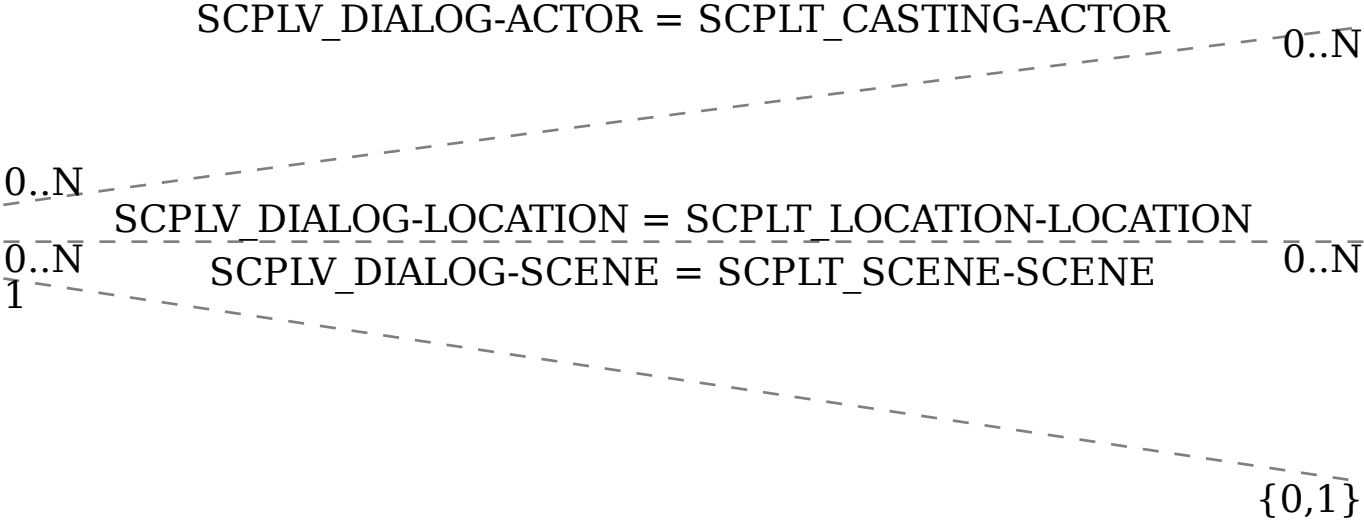 SCPLV_DIALOG-ACTOR = SCPLT_CASTING-ACTOR
0..N
0..N
SCPLV_DIALOG-LOCATION = SCPLT_LOCATION-LOCATION
0..N
0..N
SCPLV_DIALOG-SCENE = SCPLT_SCENE-SCENE
1
{0,1}